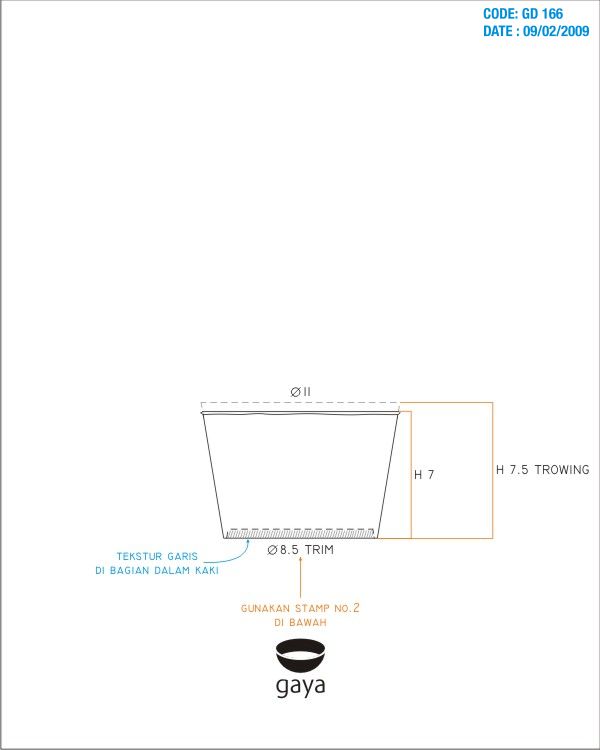 CODE: GD 166
DATE : 09/02/2009
Ø 11
H 7
H 7.5 TROWING
Ø 8.5 TRIM
TEKSTUR GARIS
DI BAGIAN DALAM KAKI
GUNAKAN STAMP NO.2
DI BAWAH
gaya